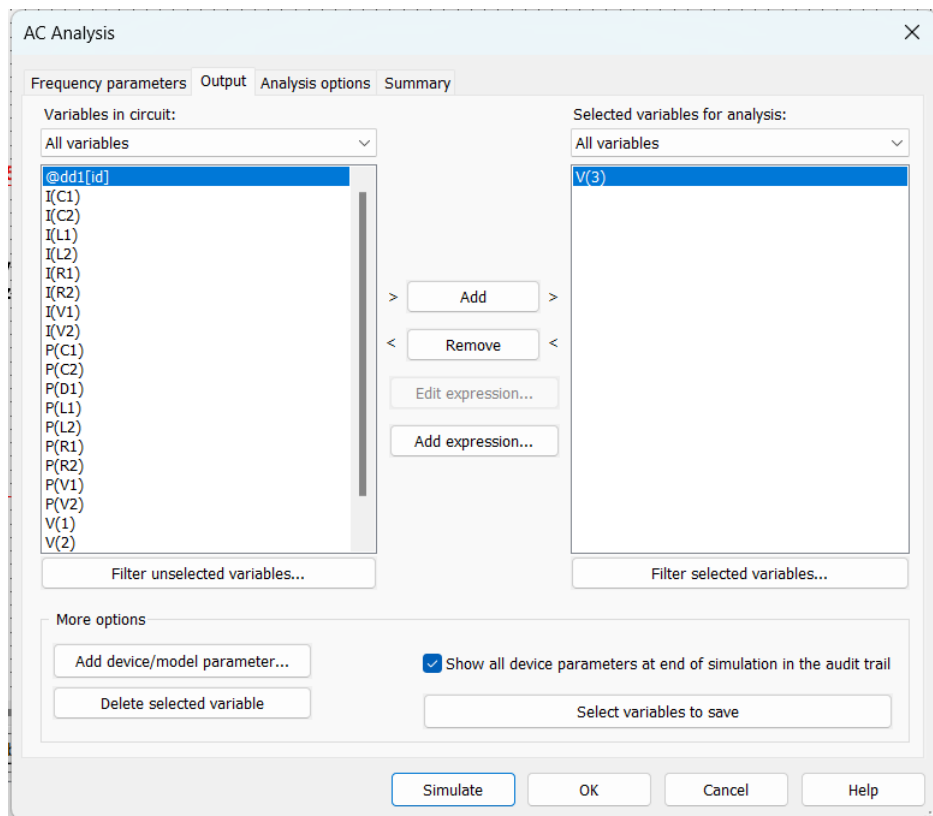 AC Analysis
Frequency parameters Output Analysis options Summary
Variables in circuit:
All variables
@dd1[id]
I(C1)
I(C2)
I(L1)
I(L2)
I(R1)
I(R2)
I(V1)
I(V2)
P(C1)
P(C2)
P(D1)
P(L1)
P(L2)
P(R1)
P(R2)
P(V1)
P(V2)
V(1)
V(2)
Filter unselected variables...
> Add >
< Remove <
Edit expression...
Add expression...
Selected variables for analysis:
All variables
V(3)
Filter selected variables...
More options
Add device/model parameter...
Delete selected variable
Show all device parameters at end of simulation in the audit trail
Select variables to save
Simulate OK Cancel Help